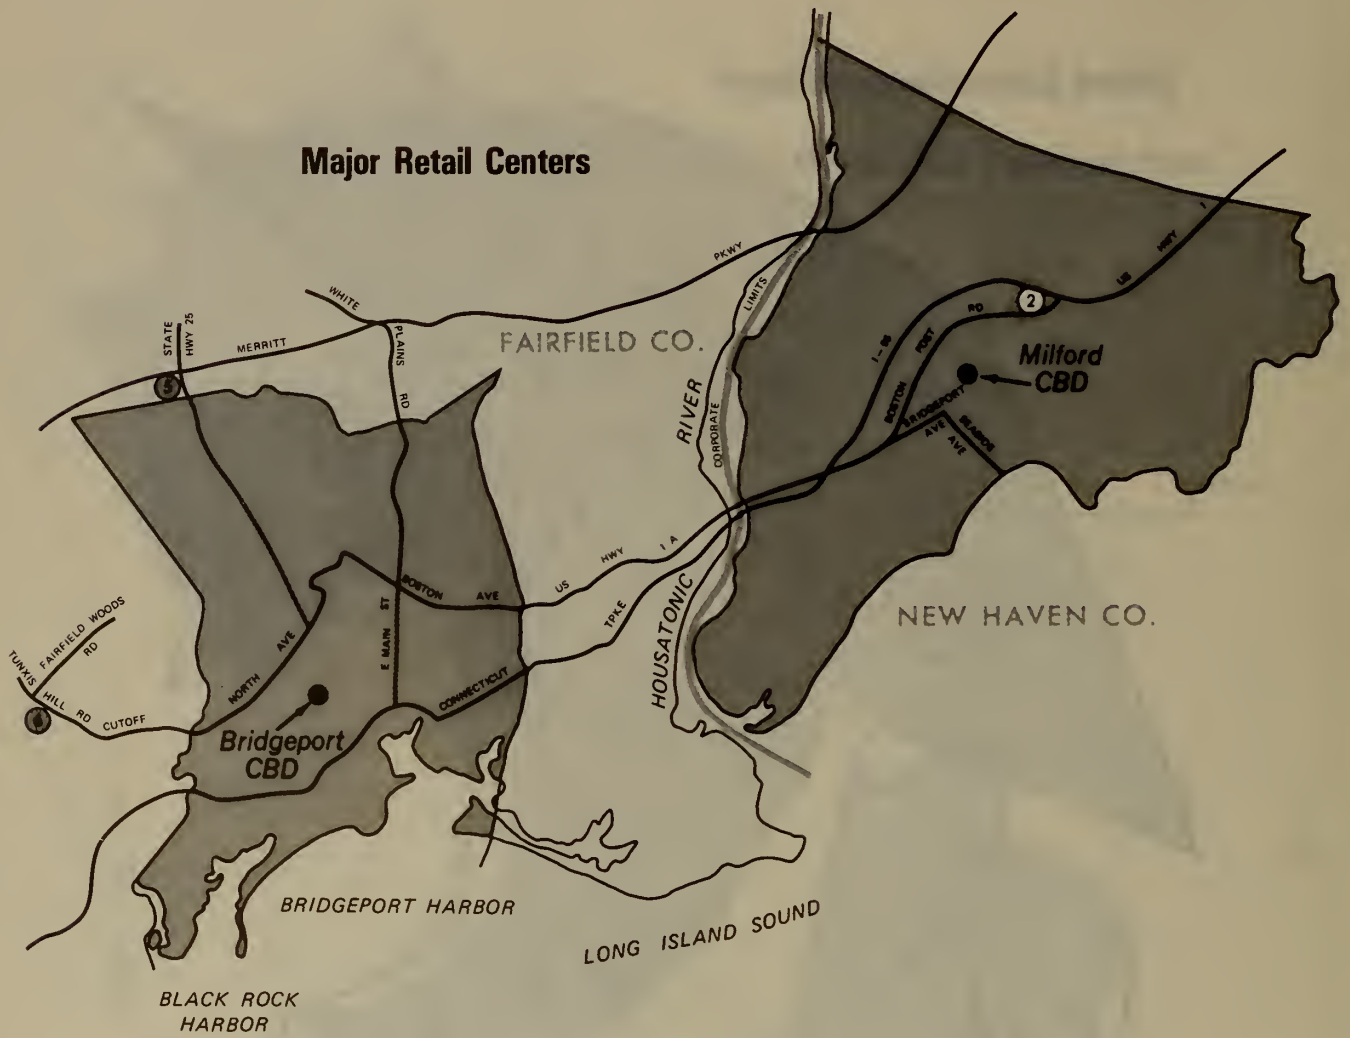 Major Retail Centers
PKWY
US HWY 1
WHITE
LIMITS
2
STATE
HWY 25
MERRITT
PLAINS
RD
FAIRFIELD CO.
I-95
POST
RD
Milford
CBD
5
BOSTON
BRIDGEPORT
AVE
SEASIDE
AVE
RIVER
CORPORATE
BOSTON AVE
US HWY 1A
ST
E MAIN
TPKE
HOUSATONIC
NEW HAVEN CO.
FAIRFIELD WOODS
RD
TUNXIS
HILL RD CUTOFF
NORTH AVE
CONNECTICUT
Bridgeport
CBD
BRIDGEPORT HARBOR
LONG ISLAND SOUND
BLACK ROCK
HARBOR